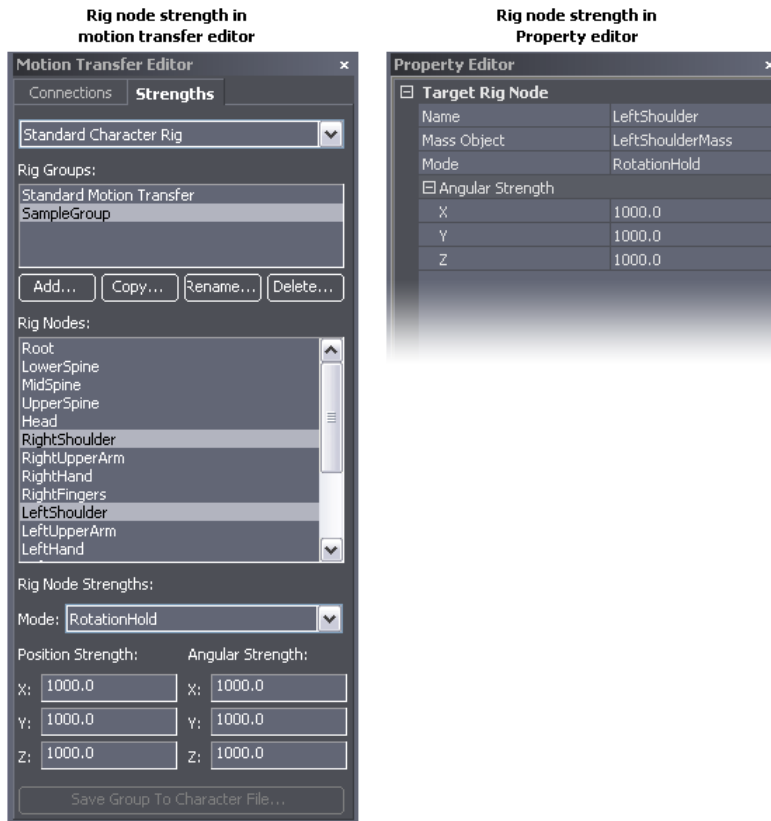 Rig node strength in
motion transfer editor
Motion Transfer Editor
Connections Strengths
Standard Character Rig
Rig Groups:
Standard Motion Transfer
SampleGroup
Add... Copy... Rename... Delete...
Rig Nodes:
Root
LowerSpine
MidSpine
UpperSpine
Head
RightShoulder
RightUpperArm
RightHand
RightFingers
LeftShoulder
LeftUpperArm
LeftHand
Rig Node Strengths:
Mode: RotationHold
Position Strength: Angular Strength:
X: 1000.0 X: 1000.0
Y: 1000.0 Y: 1000.0
Z: 1000.0 Z: 1000.0
Save Group To Character File...
Rig node strength in
Property editor
Property Editor
Target Rig Node
Name LeftShoulder
Mass Object LeftShoulderMass
Mode RotationHold
Angular Strength
X 1000.0
Y 1000.0
Z 1000.0